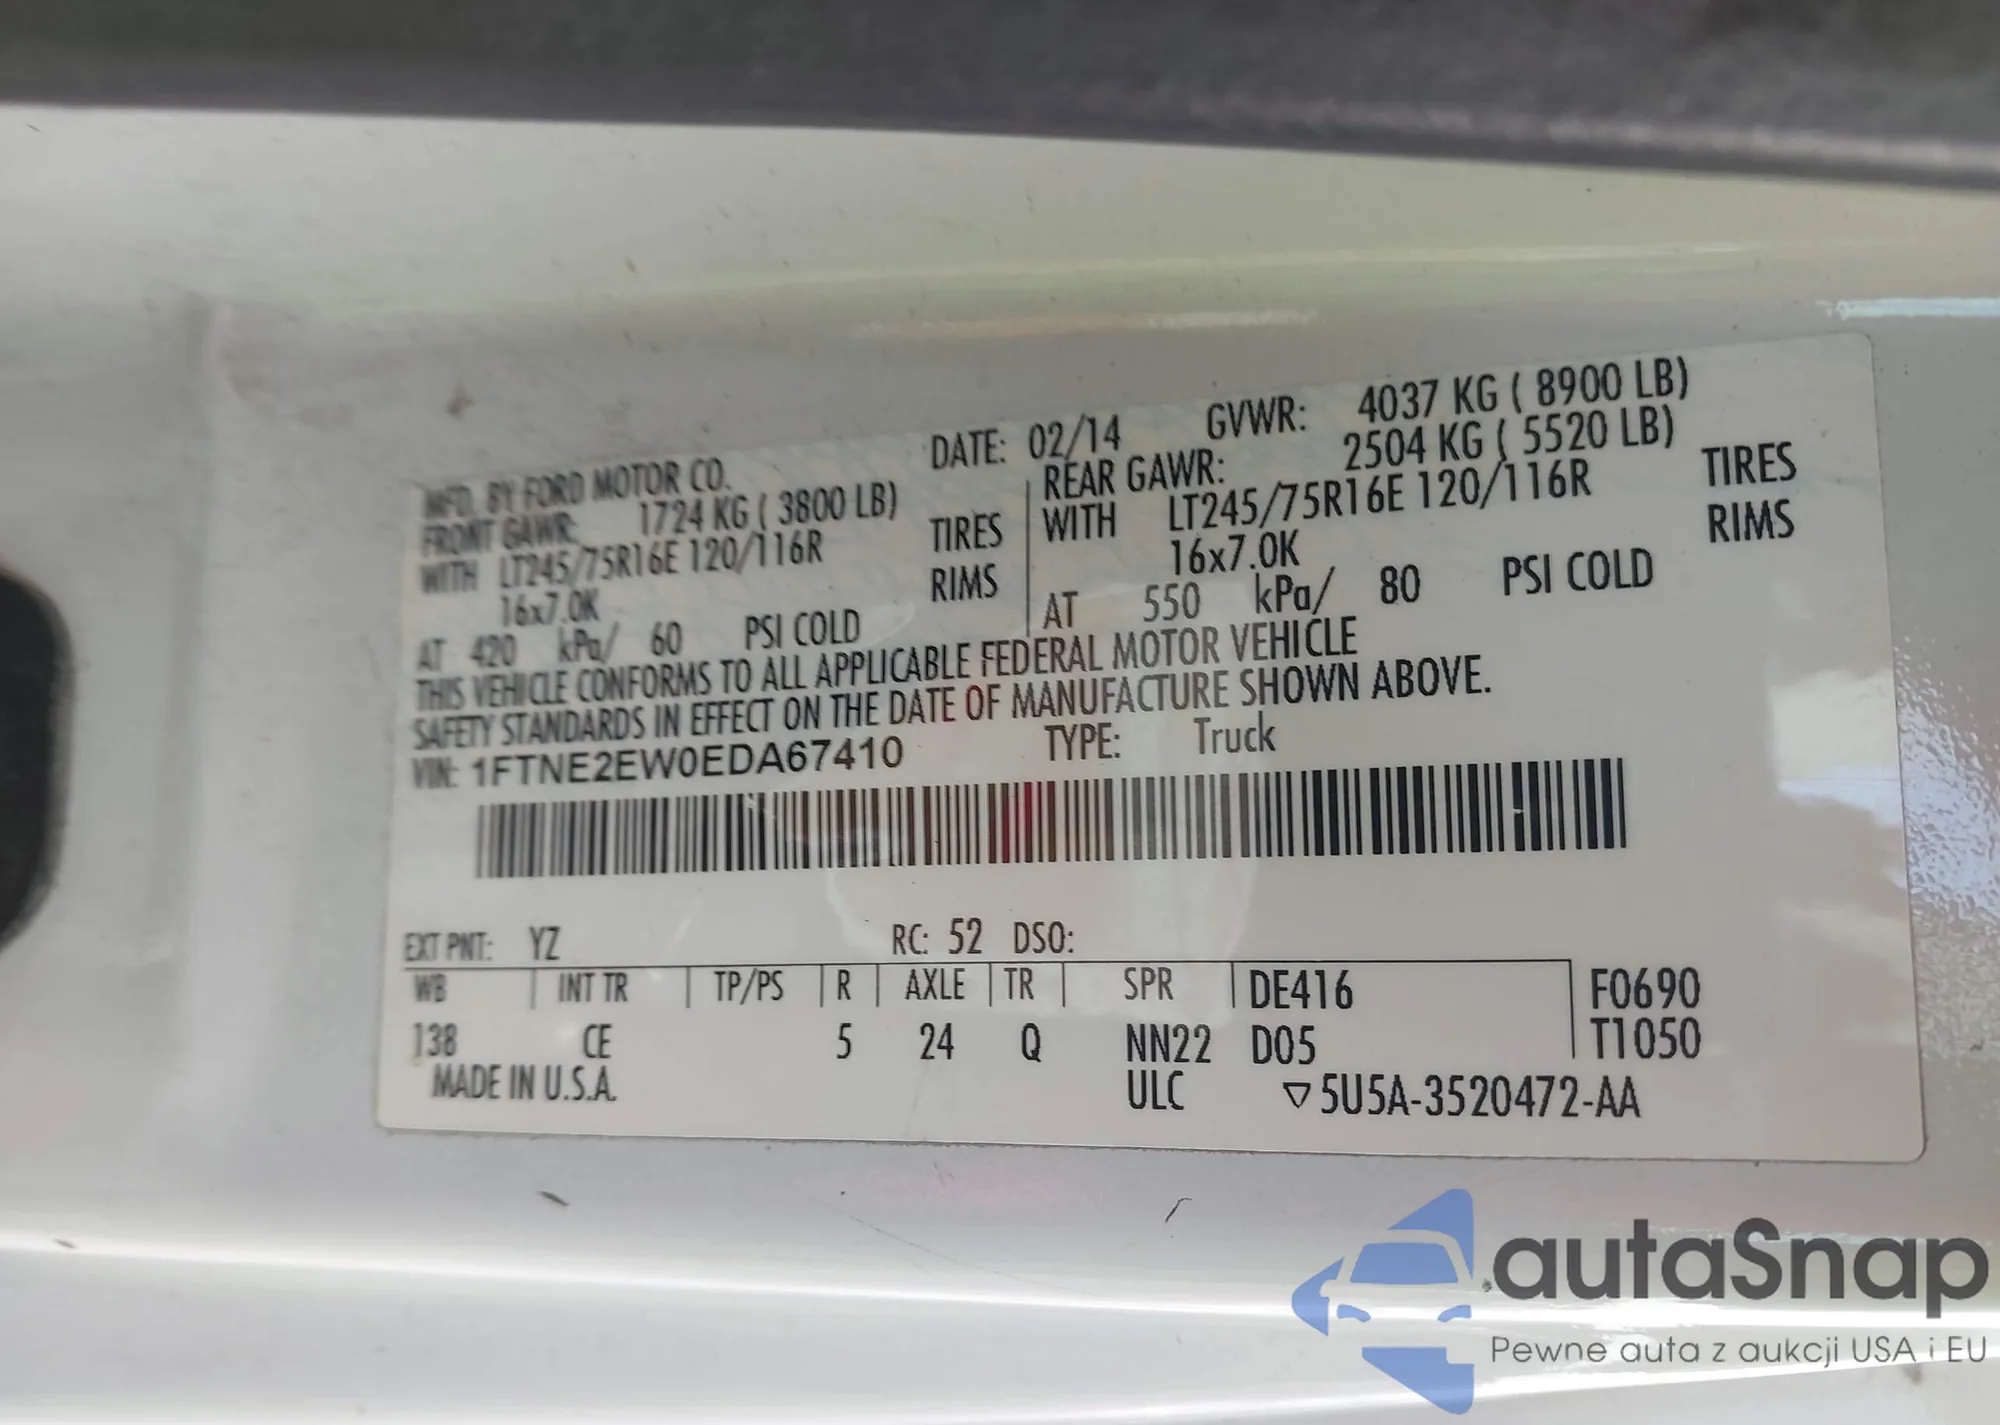 MFD. BY FORD MOTOR CO.
DATE: 02/14 GVWR: 4037 KG ( 8900 LB)
FRONT GAWR: 1724 KG ( 3800 LB)
WITH LT245/75R16E 120/116R TIRES
16x7.0K RIMS
AT 420 kPa/ 60 PSI COLD
REAR GAWR: 2504 KG ( 5520 LB)
WITH LT245/75R16E 120/116R TIRES
16x7.0K RIMS
AT 550 kPa/ 80 PSI COLD
THIS VEHICLE CONFORMS TO ALL APPLICABLE FEDERAL MOTOR VEHICLE
SAFETY STANDARDS IN EFFECT ON THE DATE OF MANUFACTURE SHOWN ABOVE.
VIN: 1FTNE2EW0EDA67410 TYPE: Truck
EXT PNT: YZ RC: 52 DSO:
WB INT TR TP/PS R AXLE TR SPR DE416 F0690
138 CE 5 24 Q NN22 D05 T1050
MADE IN U.S.A. ULC ▽5U5A-3520472-AA
autaSnap
Pewne auta z aukcji USA i EU